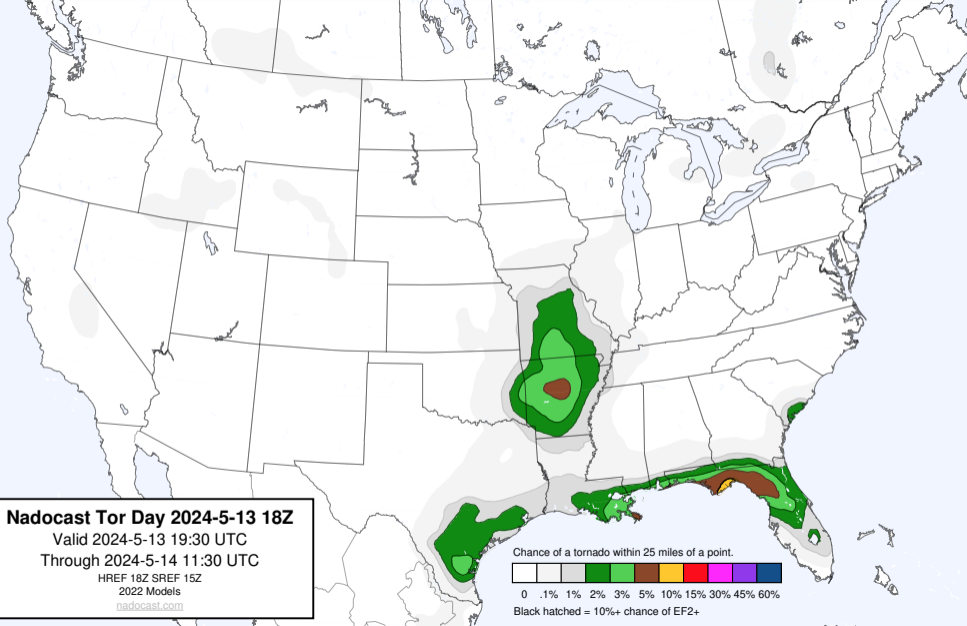 Nadocast Tor Day 2024-5-13 18Z
Valid 2024-5-13 19:30 UTC
Through 2024-5-14 11:30 UTC
HREF 18Z SREF 15Z
2022 Models
nadocast.com
Chance of a tornado within 25 miles of a point.
0 .1% 1% 2% 3% 5% 10% 15% 30% 45% 60%
Black hatched = 10%+ chance of EF2+